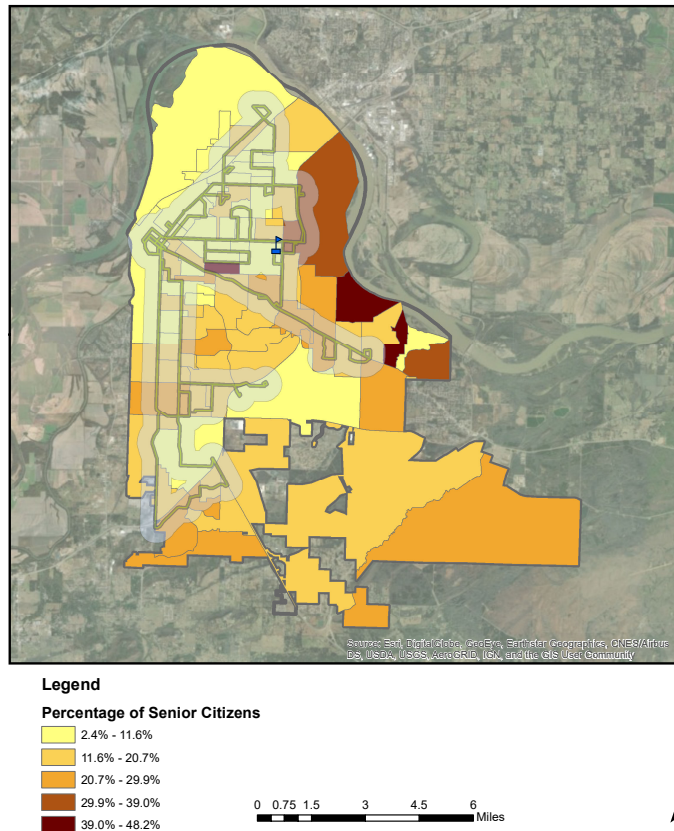 Source: Esri, DigitalGlobe, GeoEye, Earthstar Geographics, CNES/Airbus
DS, USDA, USGS, AeroGRID, IGN, and the GIS User Community
Legend
Percentage of Senior Citizens
2.4% - 11.6%
11.6% - 20.7%
20.7% - 29.9%
29.9% - 39.0%
39.0% - 48.2%
0 0.75 1.5 3 4.5 6
Miles